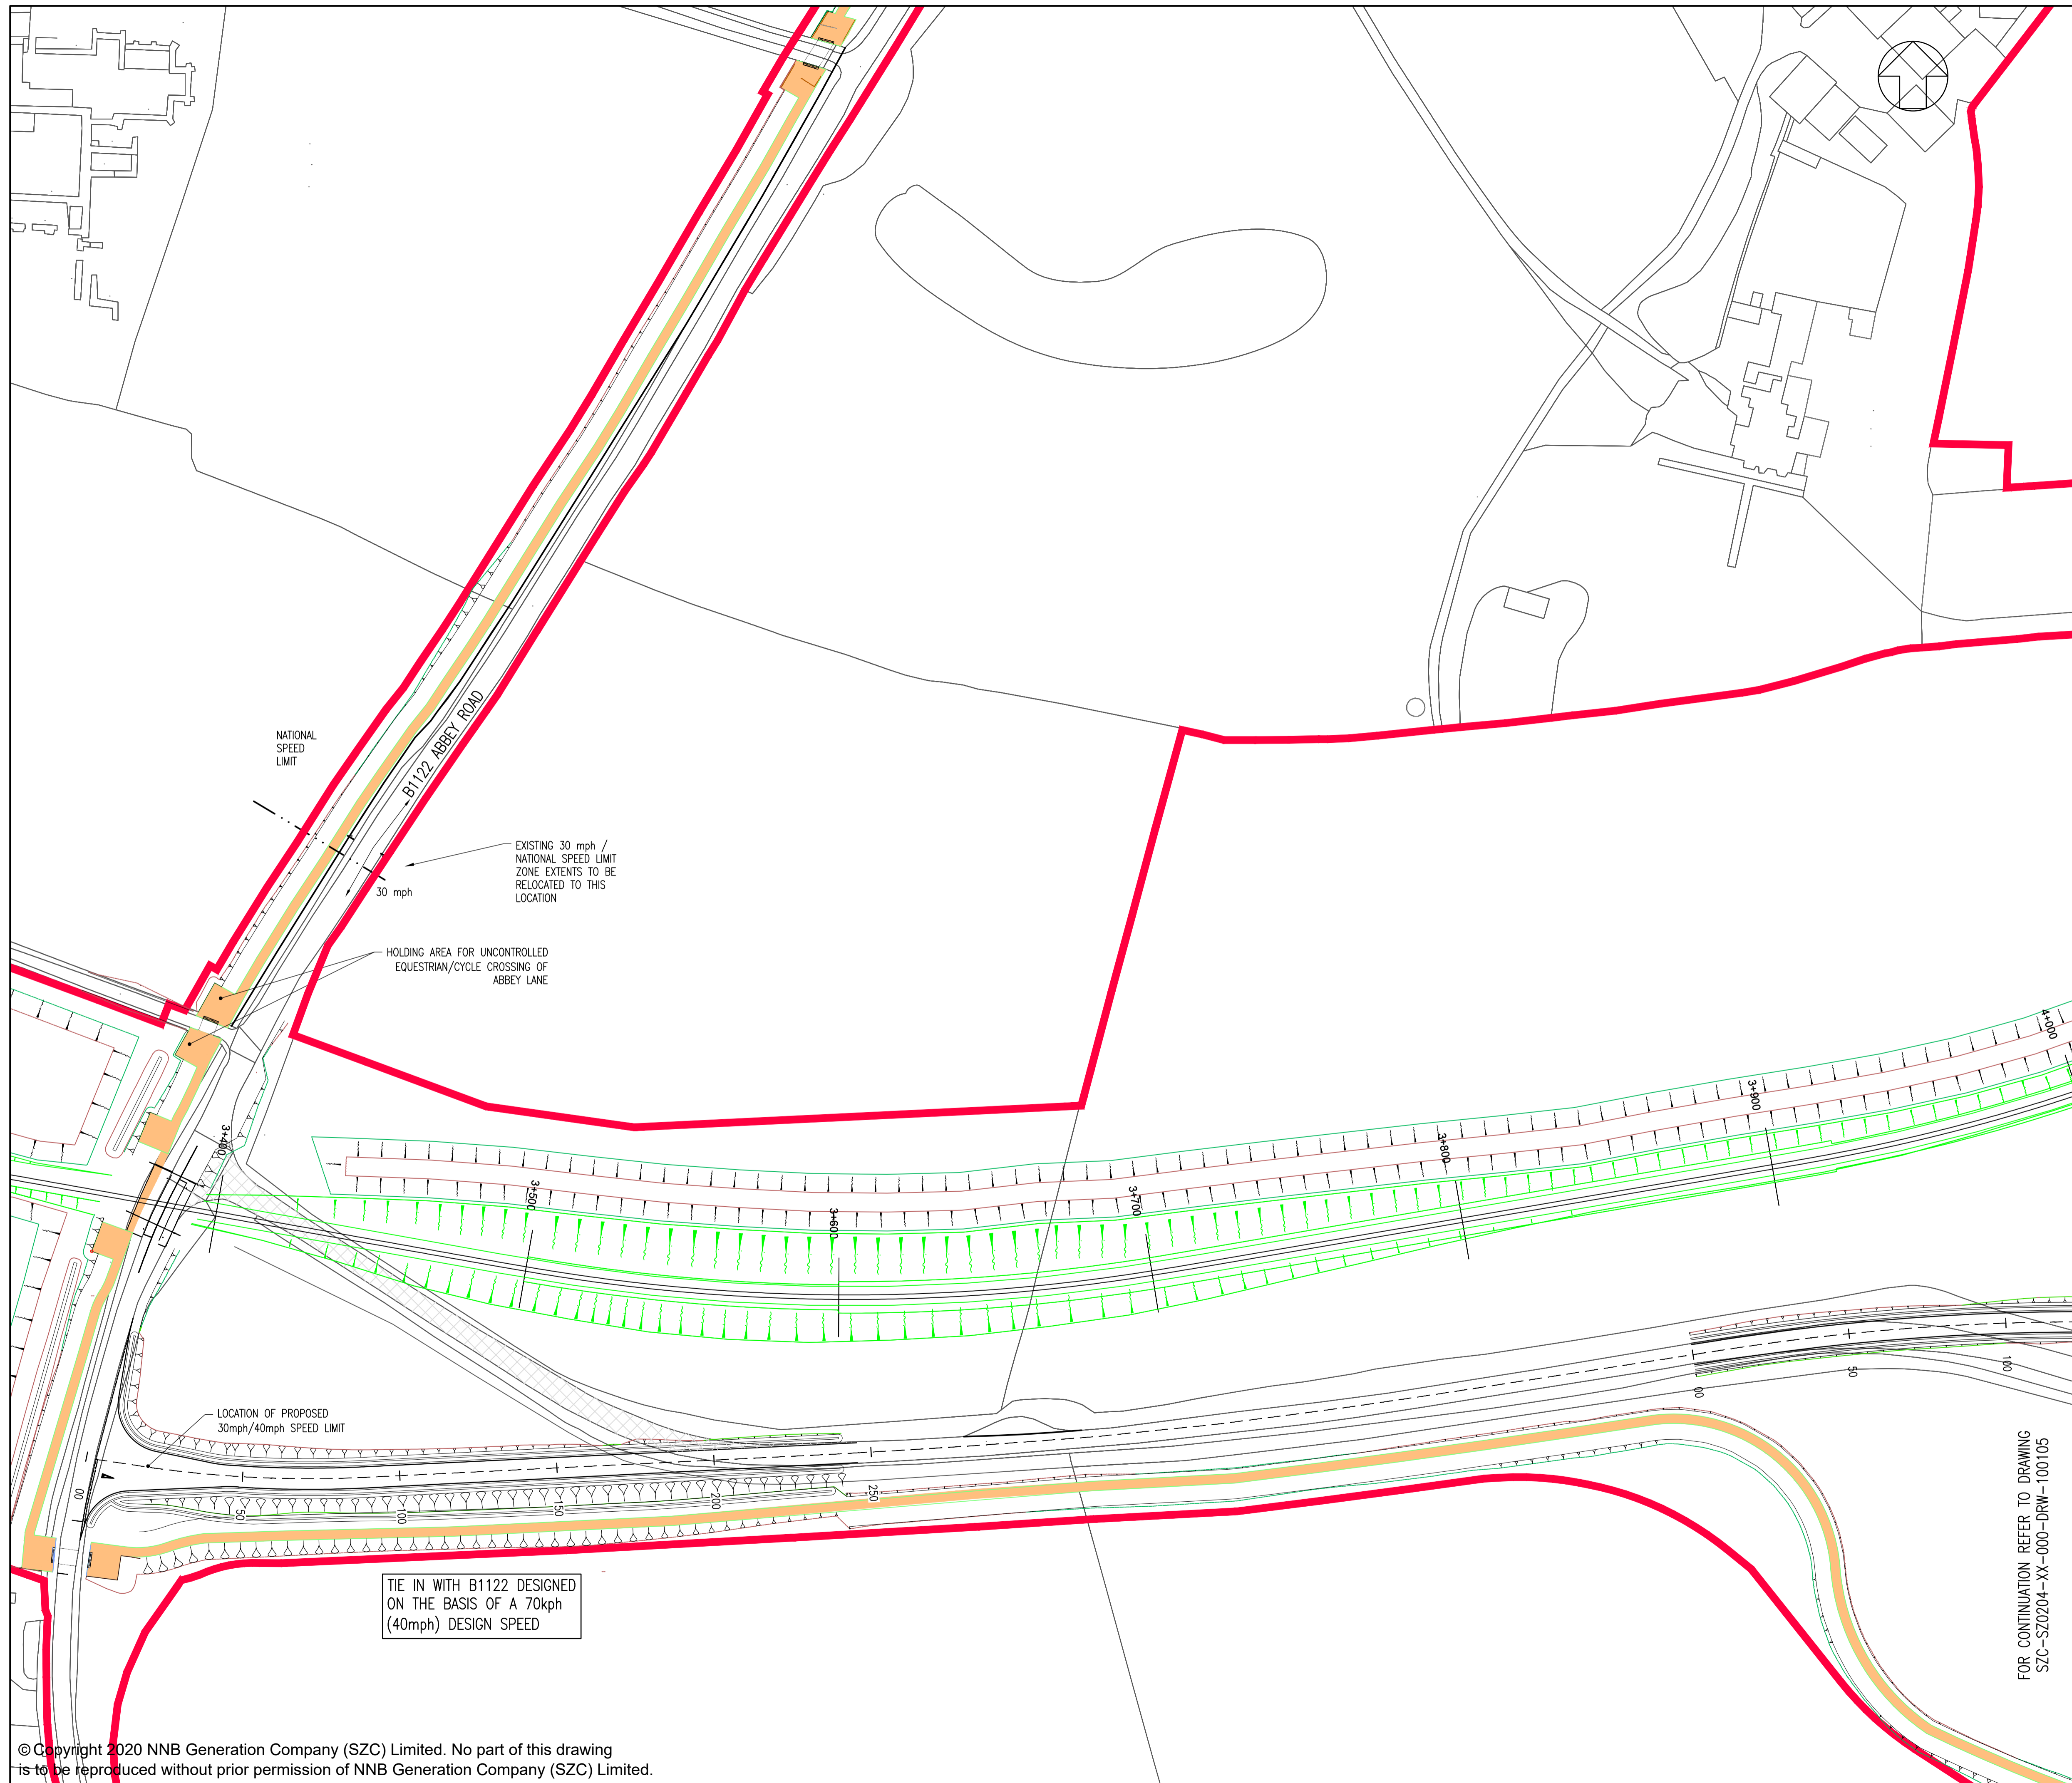 NATIONAL
SPEED
LIMIT
B1122 ABBEY ROAD
EXISTING 30 mph /
NATIONAL SPEED LIMIT
ZONE EXTENTS TO BE
RELOCATED TO THIS
LOCATION
30 mph
HOLDING AREA FOR UNCONTROLLED
EQUESTRIAN/CYCLE CROSSING OF
ABBEY LANE
3+400
3+500
3+600
3+700
3+800
3+900
4+000
LOCATION OF PROPOSED
30mph/40mph SPEED LIMIT
00
50
100
150
200
250
00
50
100
TIE IN WITH B1122 DESIGNED
ON THE BASIS OF A 70kph
(40mph) DESIGN SPEED
FOR CONTINUATION REFER TO DRAWING
SZC-SZ0204-XX-000-DRW-100105
© Copyright 2020 NNB Generation Company (SZC) Limited. No part of this drawing
is to be reproduced without prior permission of NNB Generation Company (SZC) Limited.